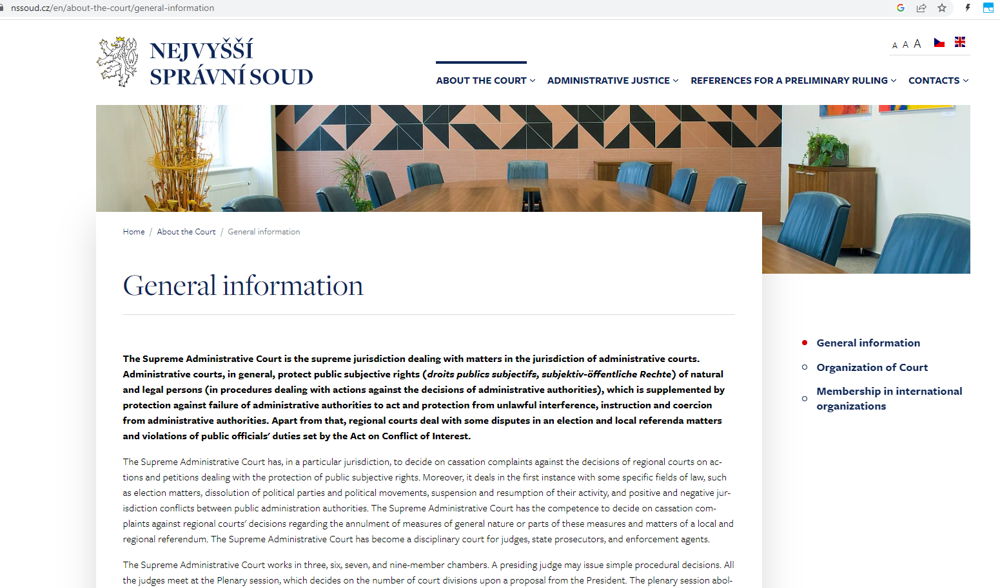 nssoud.cz/en/about-the-court/general-information
NEJVYŠŠÍ
SPRÁVNÍ SOUD
A A A
ABOUT THE COURT ADMINISTRATIVE JUSTICE REFERENCES FOR A PRELIMINARY RULING CONTACTS
Home / About the Court / General information
General information
The Supreme Administrative Court is the supreme jurisdiction dealing with matters in the jurisdiction of administrative courts.
Administrative courts, in general, protect public subjective rights (droits publics subjectifs, subjektiv-öffentliche Rechte) of natural
and legal persons (in procedures dealing with actions against the decisions of administrative authorities), which is supplemented by
protection against failure of administrative authorities to act and protection from unlawful interference, instruction and coercion
from administrative authorities. Apart from that, regional courts deal with some disputes in an election and local referenda matters
and violations of public officials' duties set by the Act on Conflict of Interest.
The Supreme Administrative Court has, in a particular jurisdiction, to decide on cassation complaints against the decisions of regional courts on ac-
tions and petitions dealing with the protection of public subjective rights. Moreover, it deals in the first instance with some specific fields of law, such
as election matters, dissolution of political parties and political movements, suspension and resumption of their activity, and positive and negative jur-
isdiction conflicts between public administration authorities. The Supreme Administrative Court has the competence to decide on cassation com-
plaints against regional courts' decisions regarding the annulment of measures of general nature or parts of these measures and matters of a local and
regional referendum. The Supreme Administrative Court has become a disciplinary court for judges, state prosecutors, and enforcement agents.
The Supreme Administrative Court works in three, six, seven, and nine-member chambers. A presiding judge may issue simple procedural decisions. All
the judges meet at the Plenary session, which decides on the number of court divisions upon a proposal from the President. The plenary session abol-
General information
Organization of Court
Membership in international
organizations